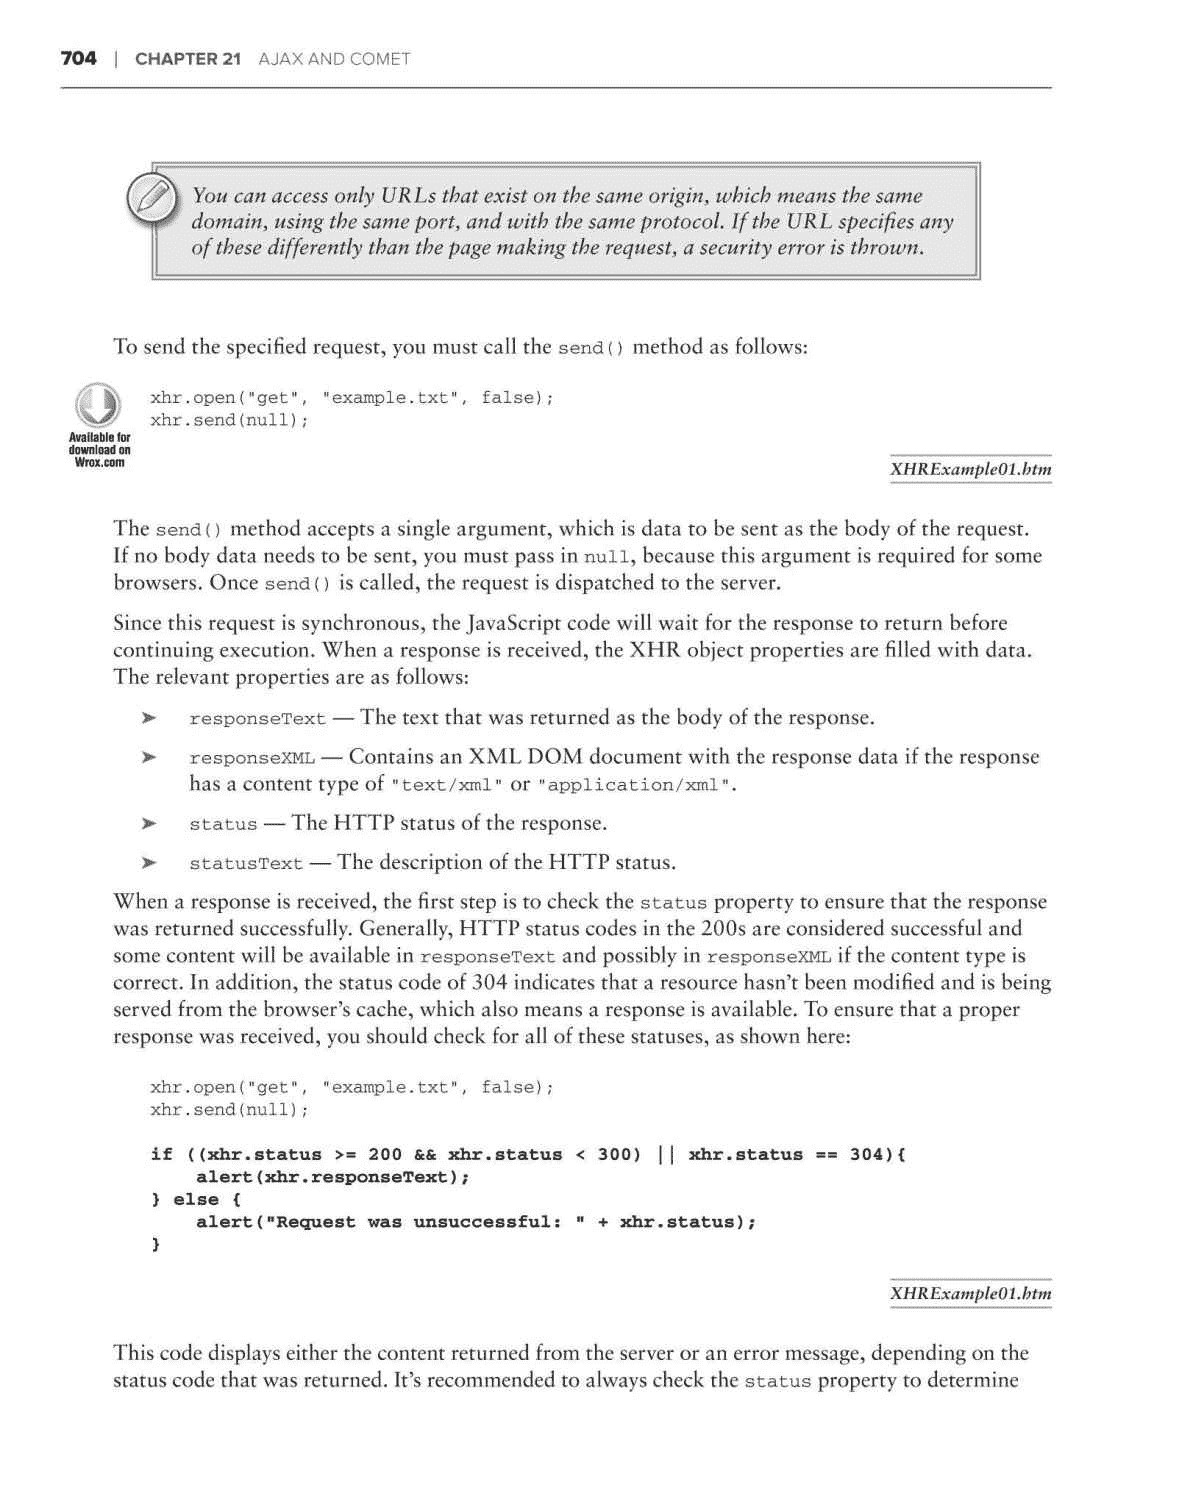 704 | CHAPTER 21 AJAX AND COMET
You can access only URLs that exist on the same origin, which means the same
domain, using the same port, and with the same protocol. If the URL specifies any
of these differently than the page making the request, a security error is thrown.
To send the specified request, you must call the send() method as follows:
xhr.open("get", "example.txt", false);
xhr.send(null);
Available for
download on
Wrox.com
XHRExample01.htm
The send() method accepts a single argument, which is data to be sent as the body of the request.
If no body data needs to be sent, you must pass in null, because this argument is required for some
browsers. Once send() is called, the request is dispatched to the server.
Since this request is synchronous, the JavaScript code will wait for the response to return before
continuing execution. When a response is received, the XHR object properties are filled with data.
The relevant properties are as follows:
➤ responseText — The text that was returned as the body of the response.
➤ responseXML — Contains an XML DOM document with the response data if the response
has a content type of "text/xml" or "application/xml".
➤ status — The HTTP status of the response.
➤ statusText — The description of the HTTP status.
When a response is received, the first step is to check the status property to ensure that the response
was returned successfully. Generally, HTTP status codes in the 200s are considered successful and
some content will be available in responseText and possibly in responseXML if the content type is
correct. In addition, the status code of 304 indicates that a resource hasn't been modified and is being
served from the browser's cache, which also means a response is available. To ensure that a proper
response was received, you should check for all of these statuses, as shown here:
xhr.open("get", "example.txt", false);
xhr.send(null);
if ((xhr.status >= 200 && xhr.status < 300) || xhr.status == 304){
alert(xhr.responseText);
} else {
alert("Request was unsuccessful: " + xhr.status);
}
XHRExample01.htm
This code displays either the content returned from the server or an error message, depending on the
status code that was returned. It's recommended to always check the status property to determine